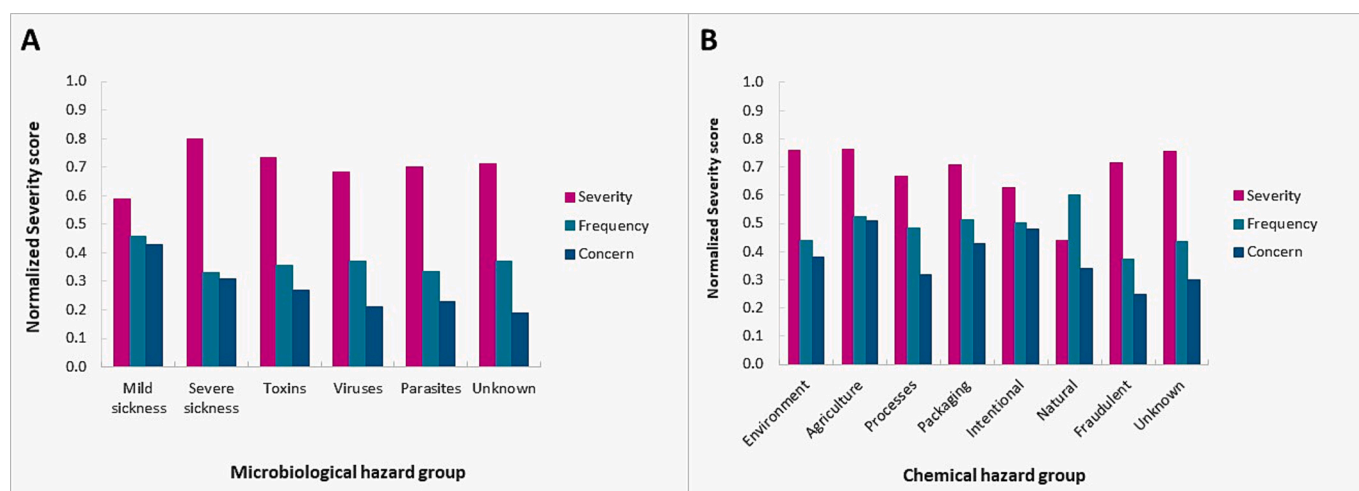 A
Normalized Severity score
1.0
0.9
0.8
0.7
0.6
0.5
0.4
0.3
0.2
0.1
0.0
Mild sickness
Severe sickness
Toxins
Viruses
Parasites
Unknown
Microbiological hazard group
Severity
Frequency
Concern
B
Normalized Severity score
1.0
0.9
0.8
0.7
0.6
0.5
0.4
0.3
0.2
0.1
0.0
Environment
Agriculture
Processes
Packaging
Intentional
Natural
Fraudulent
Unknown
Chemical hazard group
Severity
Frequency
Concern